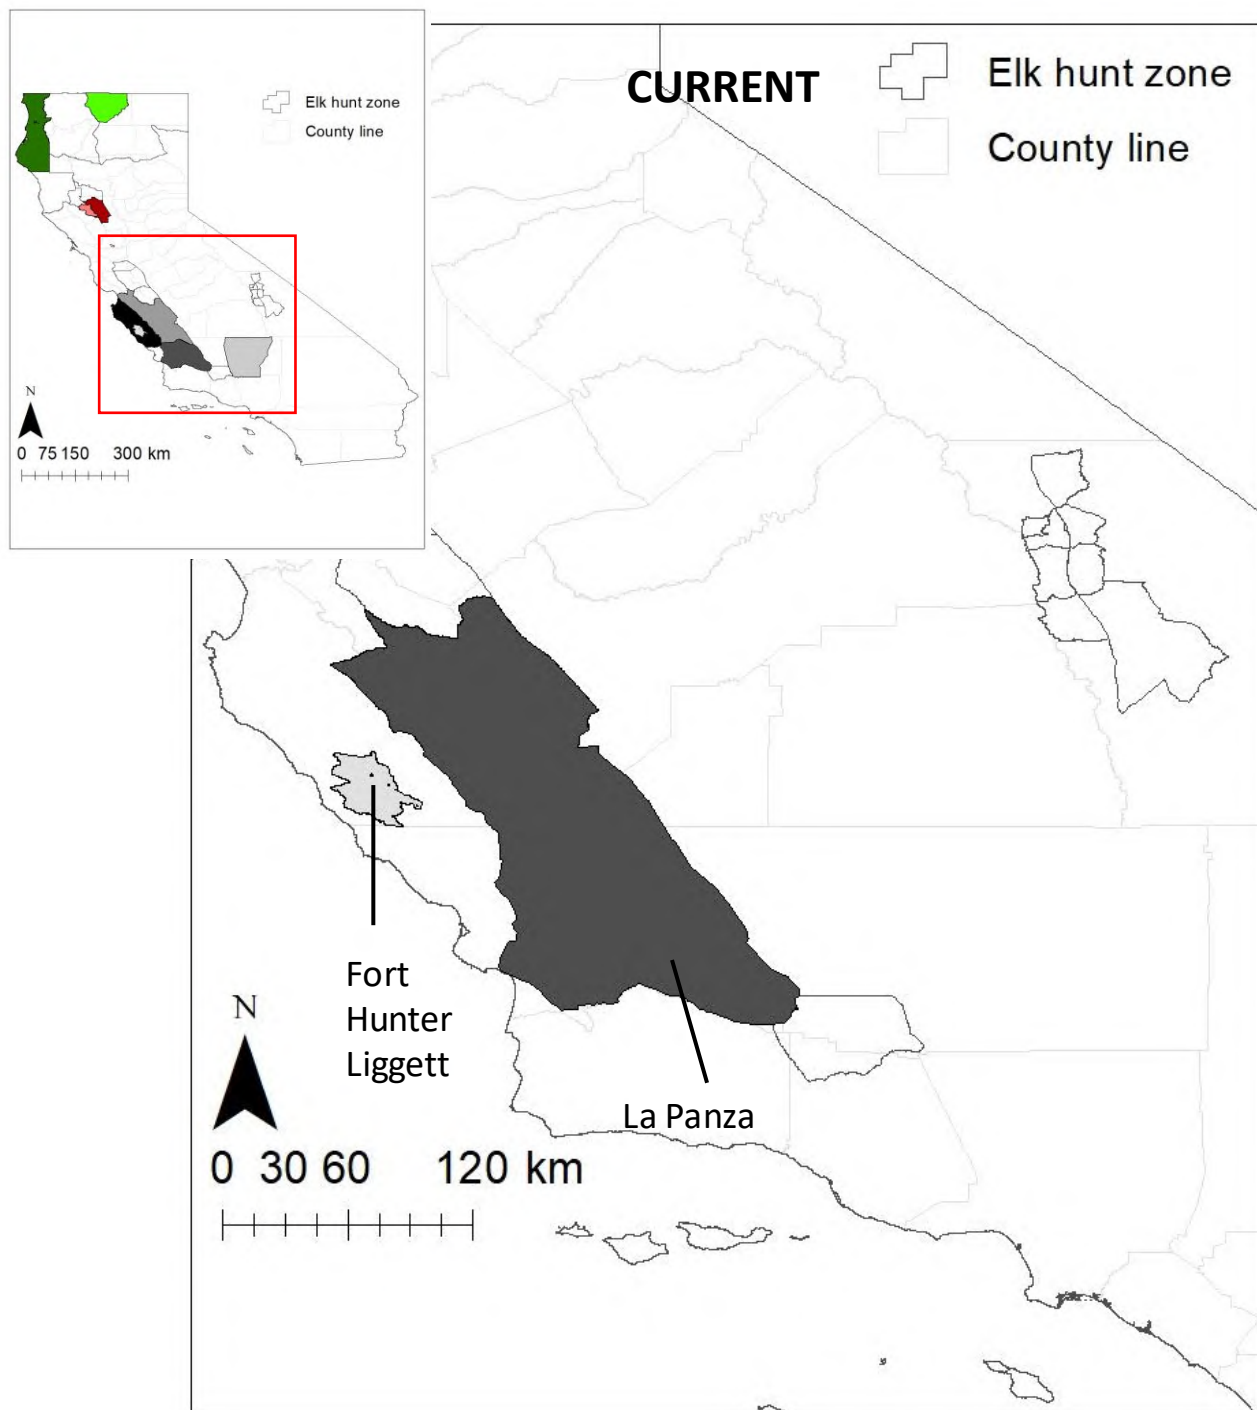 CURRENT
Elk hunt zone
County line
Elk hunt zone
County line
N
0 75 150 300 km
Fort
Hunter
Liggett
La Panza
N
0 30 60 120 km